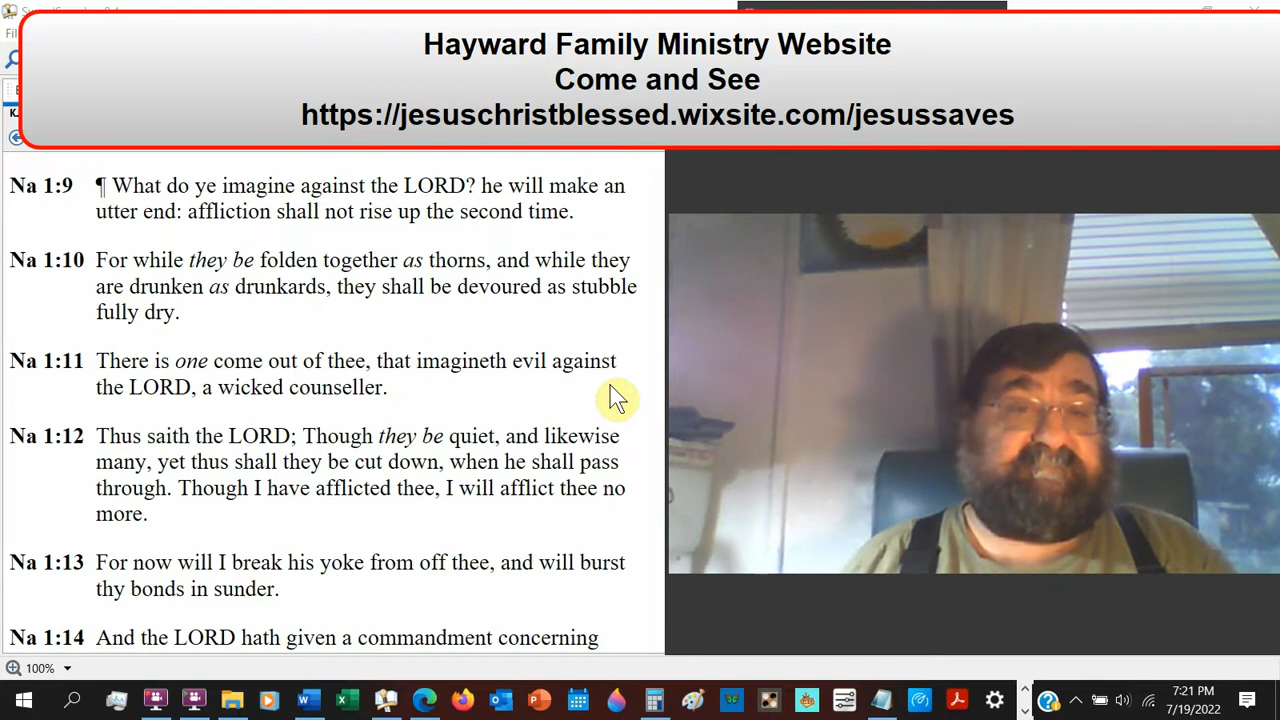 Hayward Family Ministry Website
Come and See
https://jesuschristblessed.wixsite.com/jesussaves
Na 1:9 ¶ What do ye imagine against the LORD? he will make an
utter end: affliction shall not rise up the second time.
Na 1:10 For while they be folden together as thorns, and while they
are drunken as drunkards, they shall be devoured as stubble
fully dry.
Na 1:11 There is one come out of thee, that imagineth evil against
the LORD, a wicked counseller.
Na 1:12 Thus saith the LORD; Though they be quiet, and likewise
many, yet thus shall they be cut down, when he shall pass
through. Though I have afflicted thee, I will afflict thee no
more.
Na 1:13 For now will I break his yoke from off thee, and will burst
thy bonds in sunder.
Na 1:14 And the LORD hath given a commandment concerning
100%
7:21 PM
7/19/2022